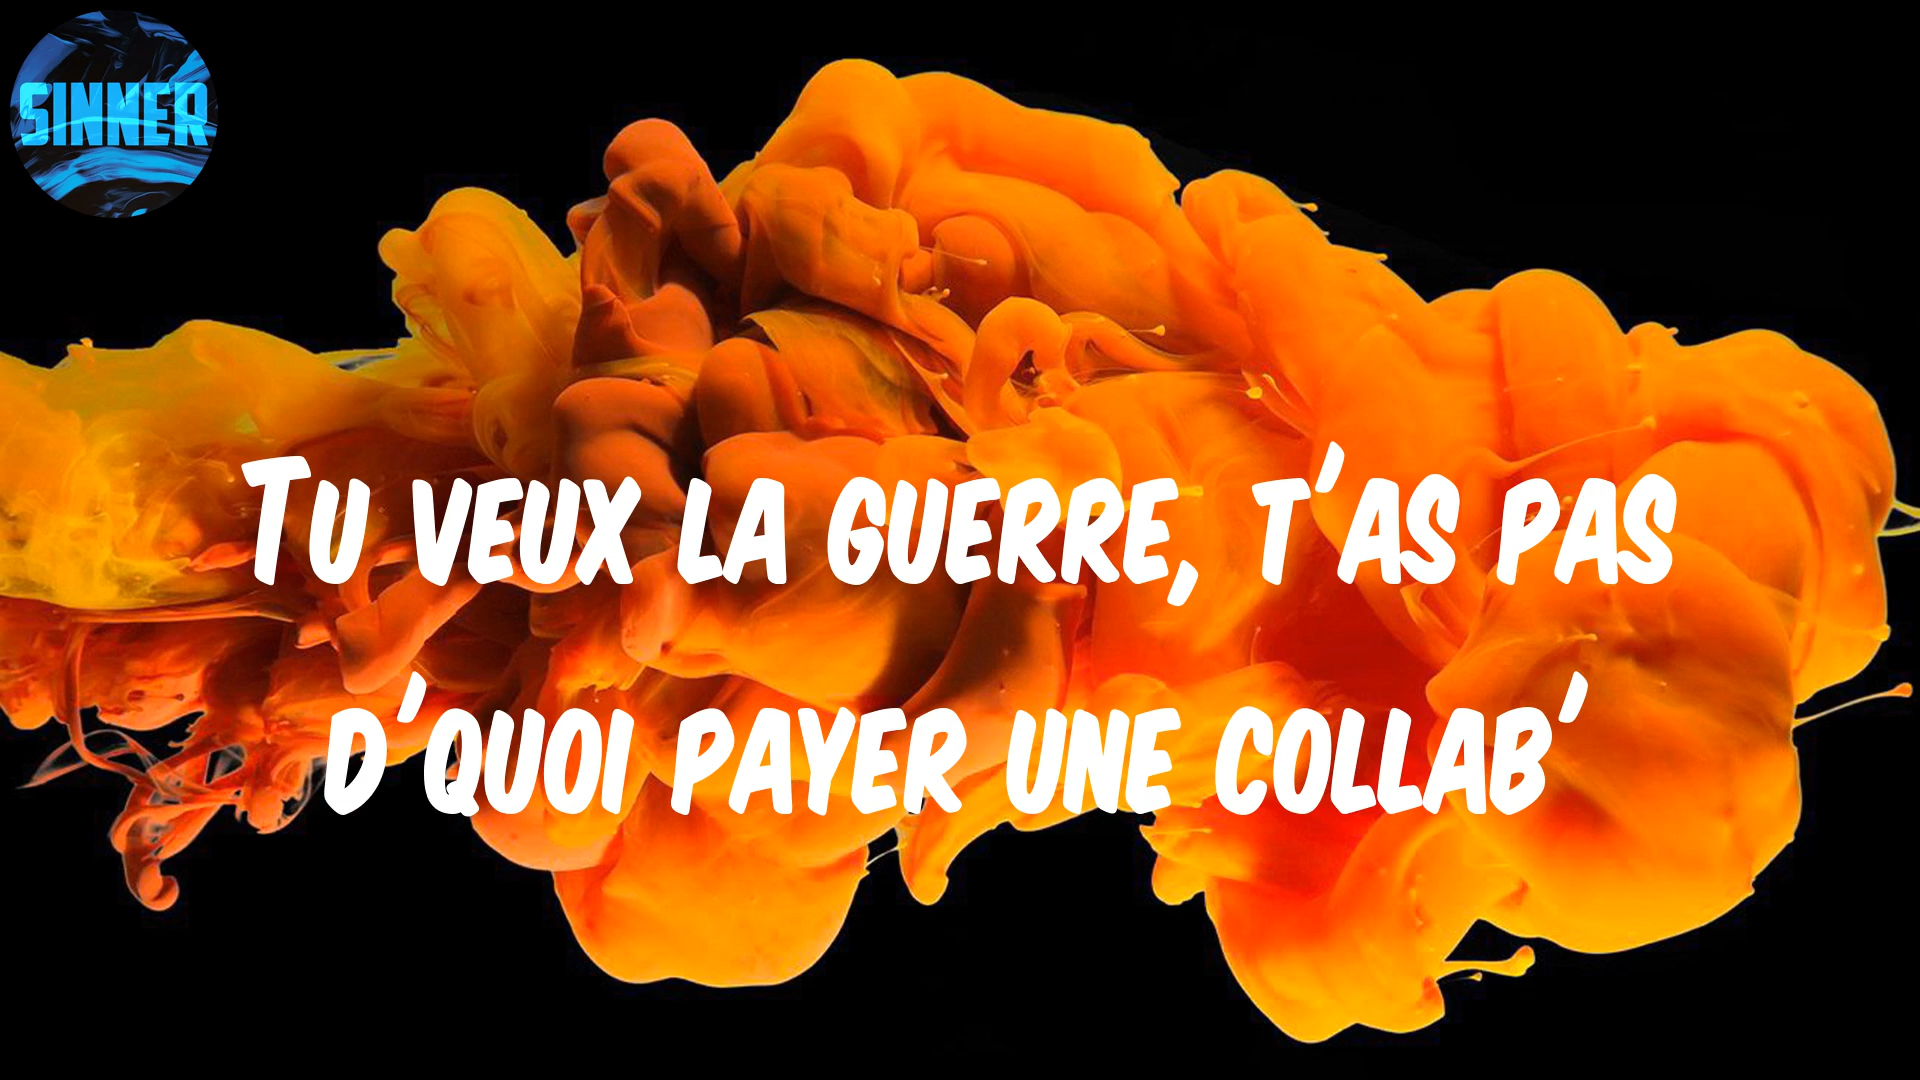 SINNER
Tu veux la guerre, t'as pas
d'quoi payer une collab'